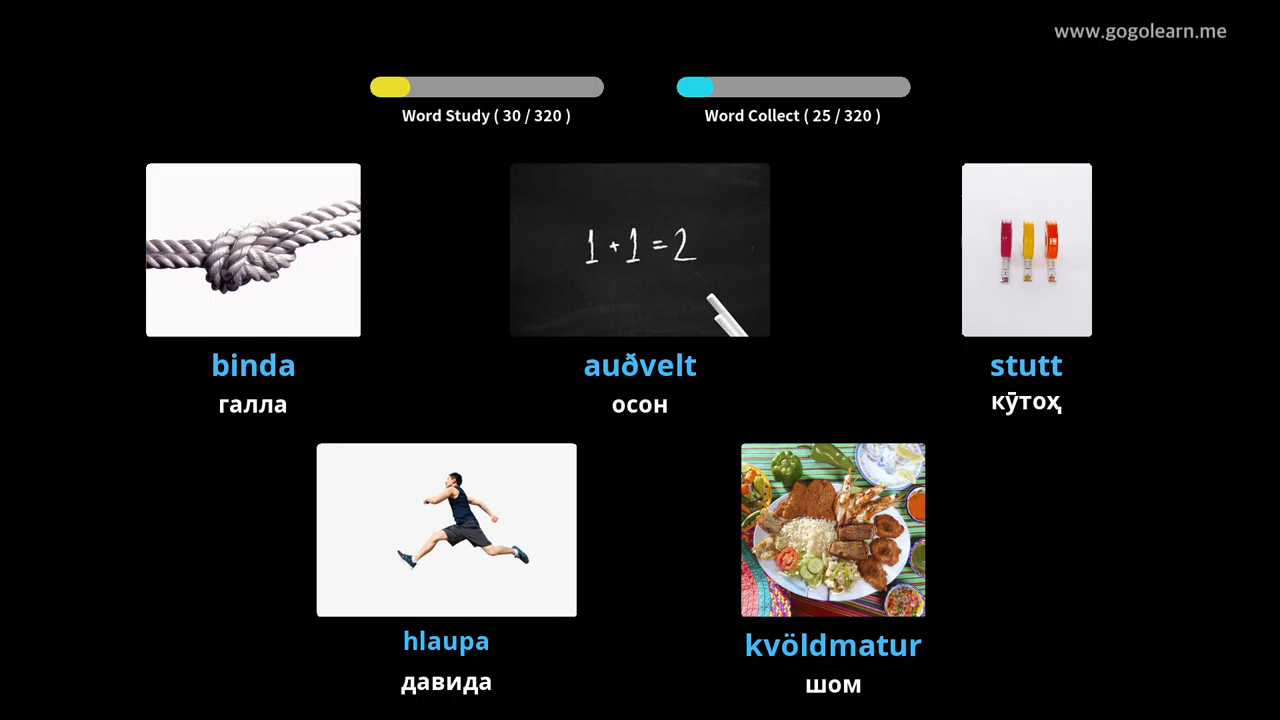 www.gogolearn.me
Word Study ( 30 / 320 )
Word Collect ( 25 / 320 )
1 + 1 = 2
binda
auðvelt
stutt
галла
осон
кӯтоҳ
hlaupa
kvöldmatur
давида
шом